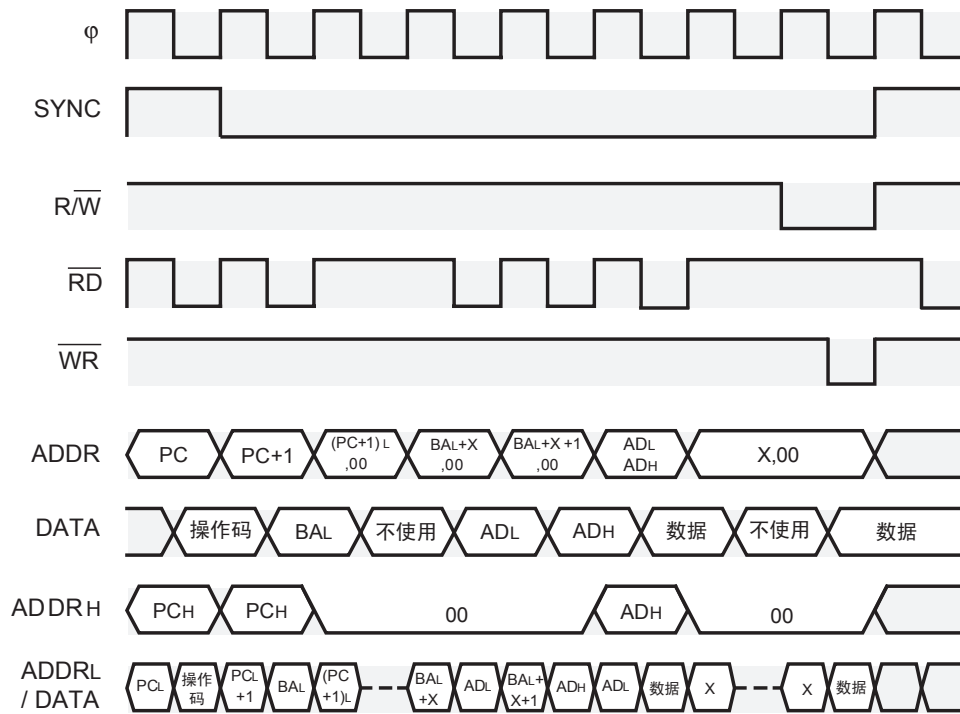 φ
SYNC
R/W̅
R̅D̅
W̅R̅
ADDR PC PC+1 (PC+1) L ,00 BAL+X ,00 BAL+X +1 ,00 ADL ADH X,00
DATA 操作码 BAL 不使用 ADL ADH 数据 不使用 数据
ADDRH PCH PCH 00 ADH 00
ADDRL / DATA PCL 操作码 PCL +1 BAL (PC +1)L BAL +X ADL BAL+ X+1 ADH ADL 数据 X X 数据